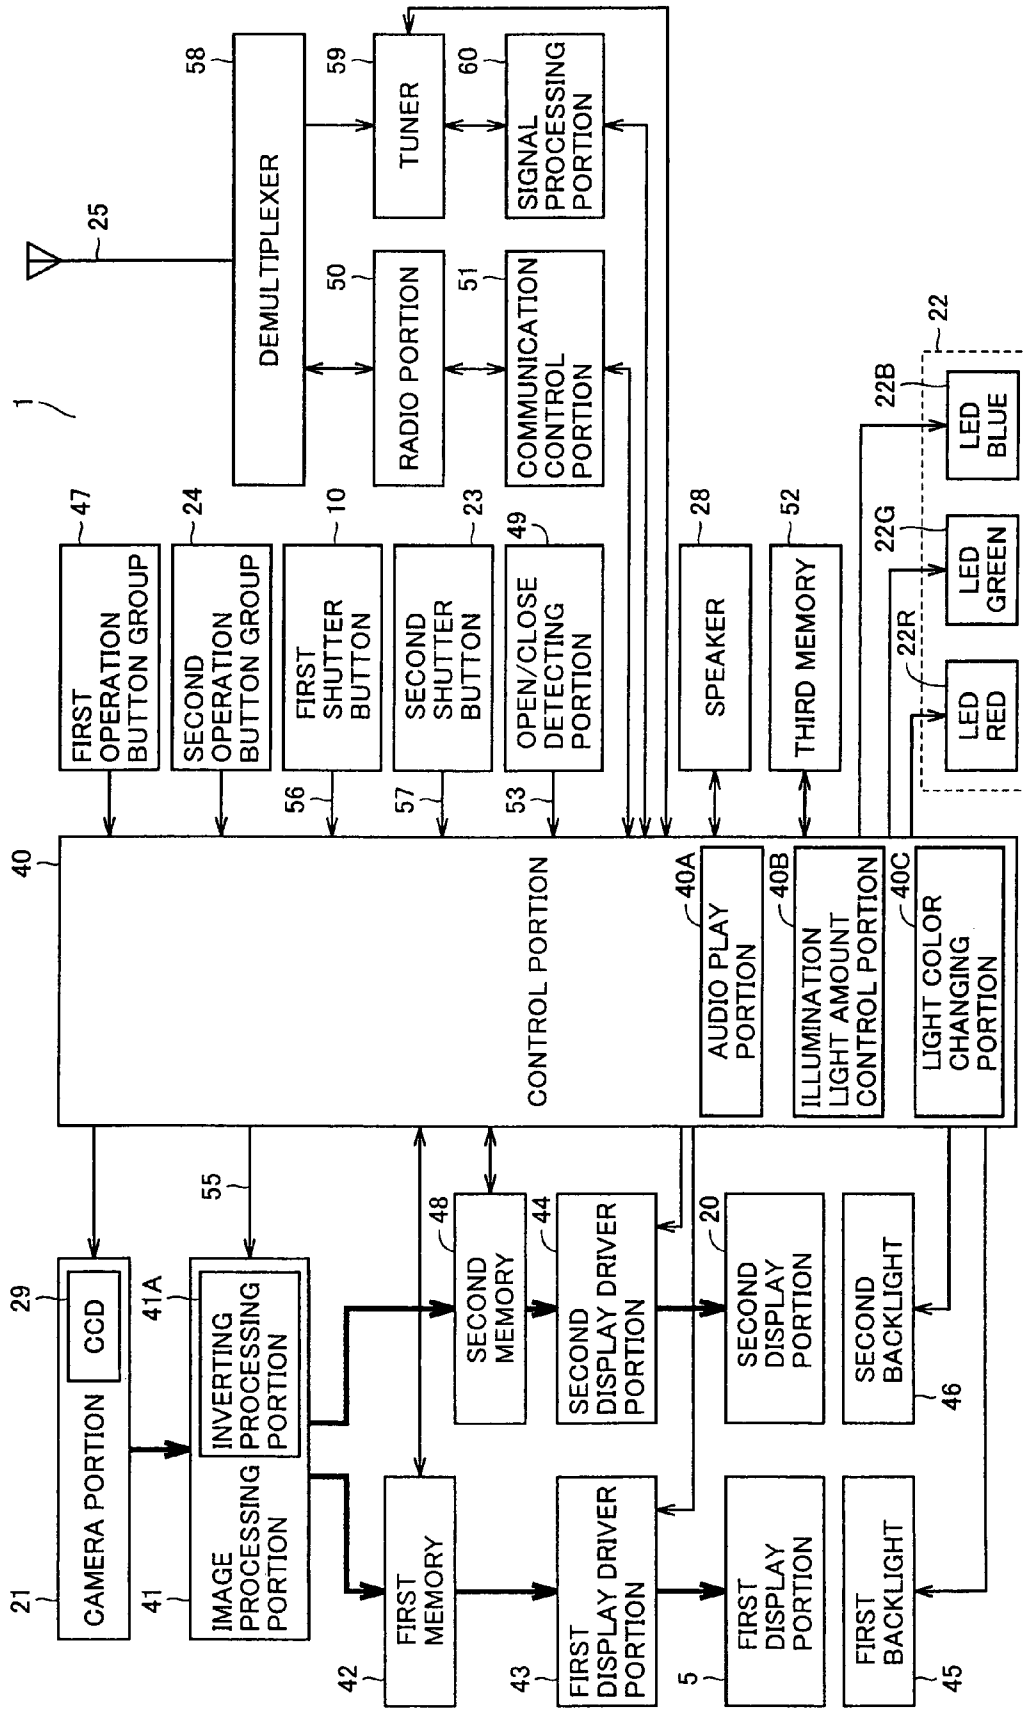 1
21
CAMERA PORTION
29
CCD
41
IMAGE
PROCESSING
PORTION
41A
INVERTING
PROCESSING
PORTION
55
42
FIRST
MEMORY
48
SECOND
MEMORY
43
FIRST
DISPLAY DRIVER
PORTION
44
SECOND
DISPLAY DRIVER
PORTION
5
FIRST
DISPLAY
PORTION
20
SECOND
DISPLAY
PORTION
45
FIRST
BACKLIGHT
46
SECOND
BACKLIGHT
40
CONTROL PORTION
40A
AUDIO PLAY
PORTION
40B
ILLUMINATION
LIGHT AMOUNT
CONTROL PORTION
40C
LIGHT COLOR
CHANGING
PORTION
47
FIRST
OPERATION
BUTTON GROUP
24
SECOND
OPERATION
BUTTON GROUP
10
FIRST
SHUTTER
BUTTON
56
23
SECOND
SHUTTER
BUTTON
57
49
OPEN/CLOSE
DETECTING
PORTION
53
28
SPEAKER
52
THIRD MEMORY
25
58
DEMULTIPLEXER
50
RADIO PORTION
59
TUNER
51
COMMUNICATION
CONTROL
PORTION
60
SIGNAL
PROCESSING
PORTION
22
22R
LED
RED
22G
LED
GREEN
22B
LED
BLUE